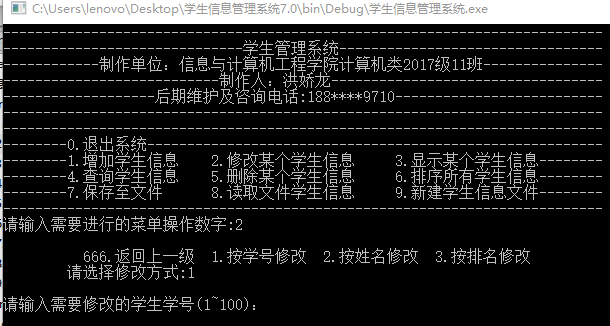 C:\Users\lenovo\Desktop\学生信息管理系统7.0\bin\Debug\学生信息管理系统.exe
------------------------------学生管理系统---------------------------------
------------制作单位：信息与计算机工程学院计算机类2017级11班---------------
---------------------------制作人：洪娇龙----------------------------------
-------------------后期维护及咨询电话:188****9710--------------------------
--------0.退出系统---------------------------------------------------------
--------1.增加学生信息    2.修改某个学生信息    3.显示某个学生信息--------
--------4.查询学生信息    5.删除某个学生信息    6.排序所有学生信息--------
--------7.保存至文件      8.读取文件学生信息    9.新建学生信息文件--------
请输入需要进行的菜单操作数字:2
666.返回上一级  1.按学号修改  2.按姓名修改  3.按排名修改
请选择修改方式:1
请输入需要修改的学生学号(1~100):